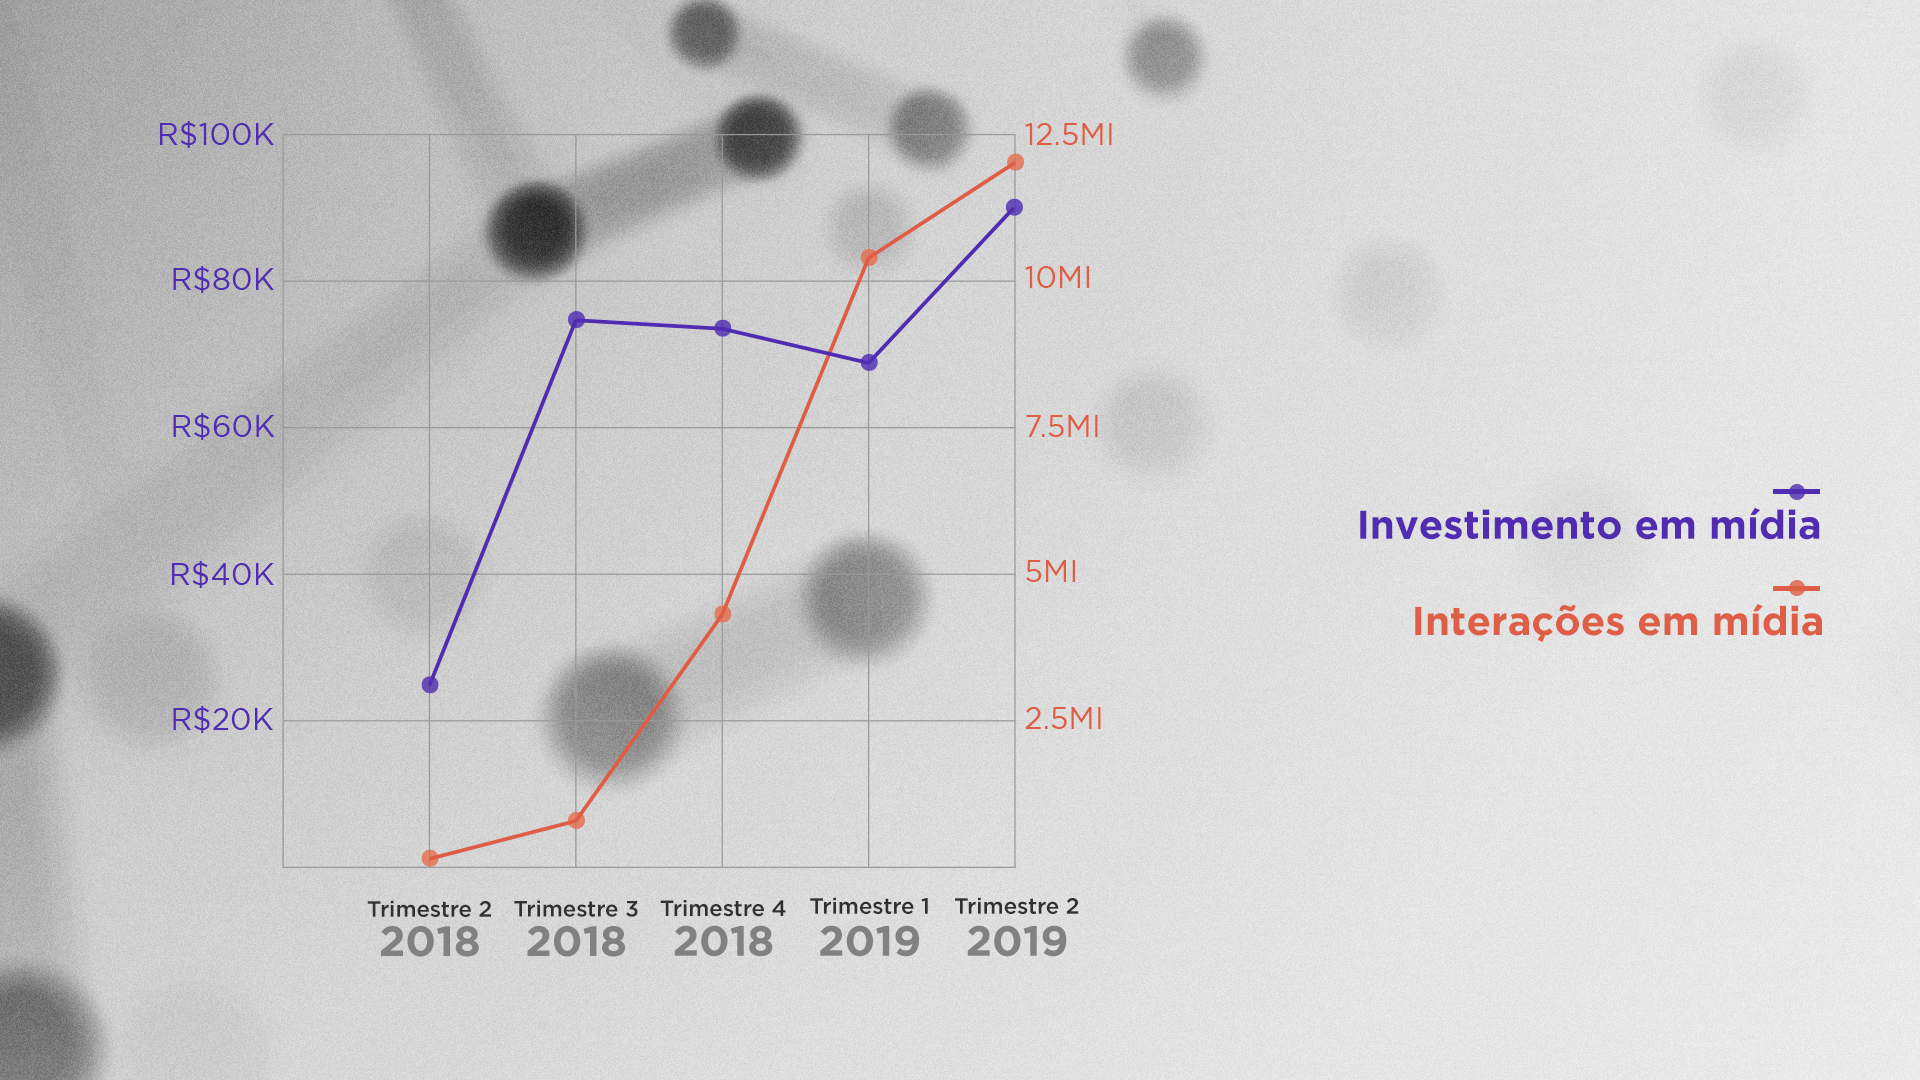 R$100K
R$80K
R$60K
R$40K
R$20K
12.5MI
10MI
7.5MI
5MI
2.5MI
Trimestre 2
2018
Trimestre 3
2018
Trimestre 4
2018
Trimestre 1
2019
Trimestre 2
2019
Investimento em mídia
Interações em mídia